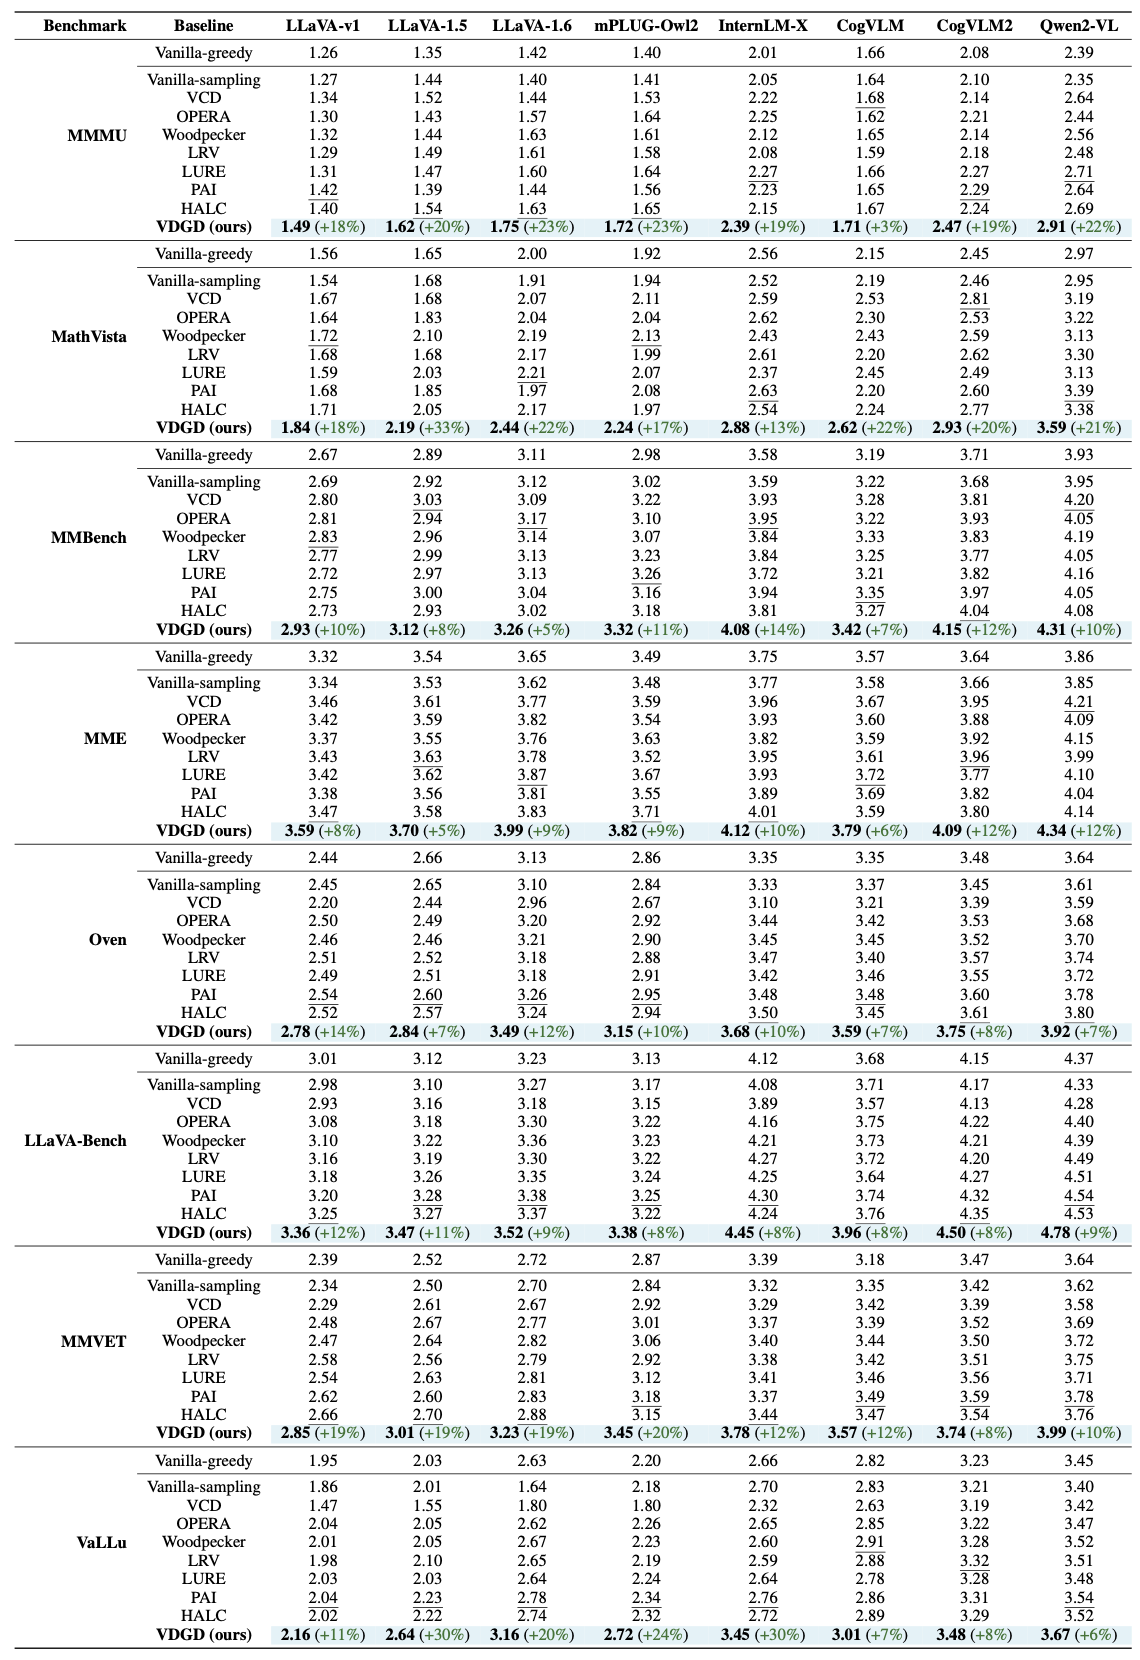 Benchmark Baseline LLaVA-v1 LLaVA-1.5 LLaVA-1.6 mPLUG-Owl2 InternLM-X CogVLM CogVLM2 Qwen2-VL
Vanilla-greedy 1.26 1.35 1.42 1.40 2.01 1.66 2.08 2.39
Vanilla-sampling 1.27 1.44 1.40 1.41 2.05 1.64 2.10 2.35
VCD 1.34 1.52 1.44 1.53 2.22 1.68 2.14 2.64
OPERA 1.30 1.43 1.57 1.64 2.25 1.62 2.21 2.44
MMMU Woodpecker 1.32 1.44 1.63 1.61 2.12 1.65 2.14 2.56
LRV 1.29 1.49 1.61 1.58 2.08 1.59 2.18 2.48
LURE 1.31 1.47 1.60 1.64 2.27 1.66 2.27 2.71
PAI 1.42 1.39 1.44 1.56 2.23 1.65 2.29 2.64
HALC 1.40 1.54 1.63 1.65 2.15 1.67 2.24 2.69
VDGD (ours) 1.49 (+18%) 1.62 (+20%) 1.75 (+23%) 1.72 (+23%) 2.39 (+19%) 1.71 (+3%) 2.47 (+19%) 2.91 (+22%)
Vanilla-greedy 1.56 1.65 2.00 1.92 2.56 2.15 2.45 2.97
Vanilla-sampling 1.54 1.68 1.91 1.94 2.52 2.19 2.46 2.95
VCD 1.67 1.68 2.07 2.11 2.59 2.53 2.81 3.19
OPERA 1.64 1.83 2.04 2.04 2.62 2.30 2.53 3.22
MathVista Woodpecker 1.72 2.10 2.19 2.13 2.43 2.43 2.59 3.13
LRV 1.68 1.68 2.17 1.99 2.61 2.20 2.62 3.30
LURE 1.59 2.03 2.21 2.07 2.37 2.45 2.49 3.13
PAI 1.68 1.85 1.97 2.08 2.63 2.20 2.60 3.39
HALC 1.71 2.05 2.17 1.97 2.54 2.24 2.77 3.38
VDGD (ours) 1.84 (+18%) 2.19 (+33%) 2.44 (+22%) 2.24 (+17%) 2.88 (+13%) 2.62 (+22%) 2.93 (+20%) 3.59 (+21%)
Vanilla-greedy 2.67 2.89 3.11 2.98 3.58 3.19 3.71 3.93
Vanilla-sampling 2.69 2.92 3.12 3.02 3.59 3.22 3.68 3.95
VCD 2.80 3.03 3.09 3.22 3.93 3.28 3.81 4.20
OPERA 2.81 2.94 3.17 3.10 3.95 3.22 3.93 4.05
MMBench Woodpecker 2.83 2.96 3.14 3.07 3.84 3.33 3.83 4.19
LRV 2.77 2.99 3.13 3.23 3.84 3.25 3.77 4.05
LURE 2.72 2.97 3.13 3.26 3.72 3.21 3.82 4.16
PAI 2.75 3.00 3.04 3.16 3.94 3.35 3.97 4.05
HALC 2.73 2.93 3.02 3.18 3.81 3.27 4.04 4.08
VDGD (ours) 2.93 (+10%) 3.12 (+8%) 3.26 (+5%) 3.32 (+11%) 4.08 (+14%) 3.42 (+7%) 4.15 (+12%) 4.31 (+10%)
Vanilla-greedy 3.32 3.54 3.65 3.49 3.75 3.57 3.64 3.86
Vanilla-sampling 3.34 3.53 3.62 3.48 3.77 3.58 3.66 3.85
VCD 3.46 3.61 3.77 3.59 3.96 3.67 3.95 4.21
OPERA 3.42 3.59 3.82 3.54 3.93 3.60 3.88 4.09
MME Woodpecker 3.37 3.55 3.76 3.63 3.82 3.59 3.92 4.15
LRV 3.43 3.63 3.78 3.52 3.95 3.61 3.96 3.99
LURE 3.42 3.62 3.87 3.67 3.93 3.72 3.77 4.10
PAI 3.38 3.56 3.81 3.55 3.89 3.69 3.82 4.04
HALC 3.47 3.58 3.83 3.71 4.01 3.59 3.80 4.14
VDGD (ours) 3.59 (+8%) 3.70 (+5%) 3.99 (+9%) 3.82 (+9%) 4.12 (+10%) 3.79 (+6%) 4.09 (+12%) 4.34 (+12%)
Vanilla-greedy 2.44 2.66 3.13 2.86 3.35 3.35 3.48 3.64
Vanilla-sampling 2.45 2.65 3.10 2.84 3.33 3.37 3.45 3.61
VCD 2.20 2.44 2.96 2.67 3.10 3.21 3.39 3.59
OPERA 2.50 2.49 3.20 2.92 3.44 3.42 3.53 3.68
Oven Woodpecker 2.46 2.46 3.21 2.90 3.45 3.45 3.52 3.70
LRV 2.51 2.52 3.18 2.88 3.47 3.40 3.57 3.74
LURE 2.49 2.51 3.18 2.91 3.42 3.46 3.55 3.72
PAI 2.54 2.60 3.26 2.95 3.48 3.48 3.60 3.78
HALC 2.52 2.57 3.24 2.94 3.50 3.45 3.61 3.80
VDGD (ours) 2.78 (+14%) 2.84 (+7%) 3.49 (+12%) 3.15 (+10%) 3.68 (+10%) 3.59 (+7%) 3.75 (+8%) 3.92 (+7%)
Vanilla-greedy 3.01 3.12 3.23 3.13 4.12 3.68 4.15 4.37
Vanilla-sampling 2.98 3.10 3.27 3.17 4.08 3.71 4.17 4.33
VCD 2.93 3.16 3.18 3.15 3.89 3.57 4.13 4.28
OPERA 3.08 3.18 3.30 3.22 4.16 3.75 4.22 4.40
LLaVA-Bench Woodpecker 3.10 3.22 3.36 3.23 4.21 3.73 4.21 4.39
LRV 3.16 3.19 3.30 3.22 4.27 3.72 4.20 4.49
LURE 3.18 3.26 3.35 3.24 4.25 3.64 4.27 4.51
PAI 3.20 3.28 3.38 3.25 4.30 3.74 4.32 4.54
HALC 3.25 3.27 3.37 3.22 4.24 3.76 4.35 4.53
VDGD (ours) 3.36 (+12%) 3.47 (+11%) 3.52 (+9%) 3.38 (+8%) 4.45 (+8%) 3.96 (+8%) 4.50 (+8%) 4.78 (+9%)
Vanilla-greedy 2.39 2.52 2.72 2.87 3.39 3.18 3.47 3.64
Vanilla-sampling 2.34 2.50 2.70 2.84 3.32 3.35 3.42 3.62
VCD 2.29 2.61 2.67 2.92 3.29 3.42 3.39 3.58
OPERA 2.48 2.67 2.77 3.01 3.37 3.39 3.52 3.69
MMVET Woodpecker 2.47 2.64 2.82 3.06 3.40 3.44 3.50 3.72
LRV 2.58 2.56 2.79 2.92 3.38 3.42 3.51 3.75
LURE 2.54 2.63 2.81 3.12 3.41 3.46 3.56 3.71
PAI 2.62 2.60 2.83 3.18 3.37 3.49 3.59 3.78
HALC 2.66 2.70 2.88 3.15 3.44 3.47 3.54 3.76
VDGD (ours) 2.85 (+19%) 3.01 (+19%) 3.23 (+19%) 3.45 (+20%) 3.78 (+12%) 3.57 (+12%) 3.74 (+8%) 3.99 (+10%)
Vanilla-greedy 1.95 2.03 2.63 2.20 2.66 2.82 3.23 3.45
Vanilla-sampling 1.86 2.01 1.64 2.18 2.70 2.83 3.21 3.40
VCD 1.47 1.55 1.80 1.80 2.32 2.63 3.19 3.42
OPERA 2.04 2.05 2.62 2.26 2.65 2.85 3.22 3.47
VaLLu Woodpecker 2.01 2.05 2.67 2.23 2.60 2.91 3.28 3.52
LRV 1.98 2.10 2.65 2.19 2.59 2.88 3.32 3.51
LURE 2.03 2.03 2.64 2.24 2.64 2.78 3.28 3.48
PAI 2.04 2.23 2.78 2.34 2.76 2.86 3.31 3.54
HALC 2.02 2.22 2.74 2.32 2.72 2.89 3.29 3.52
VDGD (ours) 2.16 (+11%) 2.64 (+30%) 3.16 (+20%) 2.72 (+24%) 3.45 (+30%) 3.01 (+7%) 3.48 (+8%) 3.67 (+6%)